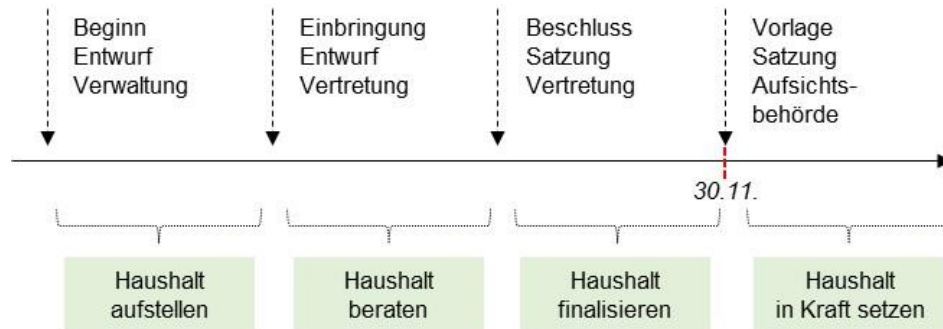 Beginn
Entwurf
Verwaltung
Einbringung
Entwurf
Vertretung
Beschluss
Satzung
Vertretung
Vorlage
Satzung
Aufsichts-
behörde
30.11.
Haushalt
aufstellen
Haushalt
beraten
Haushalt
finalisieren
Haushalt
in Kraft setzen